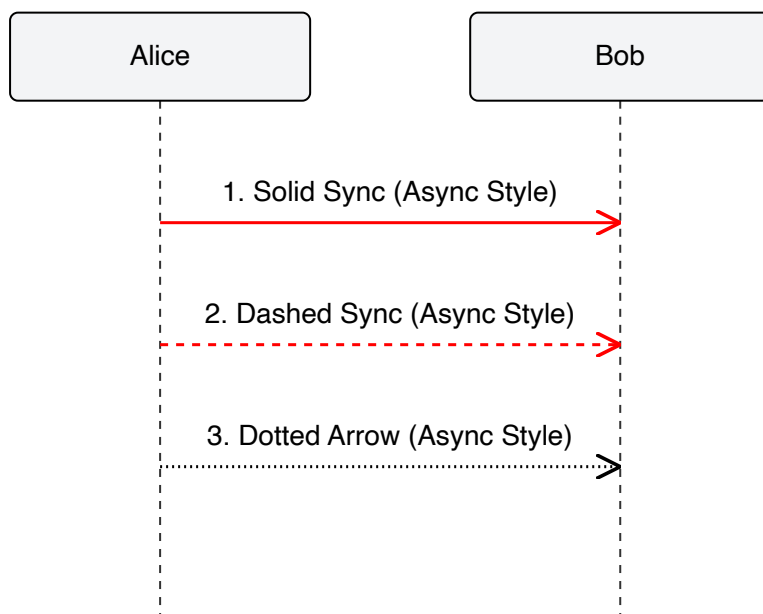 Alice
Bob
1. Solid Sync (Async Style)
2. Dashed Sync (Async Style)
3. Dotted Arrow (Async Style)